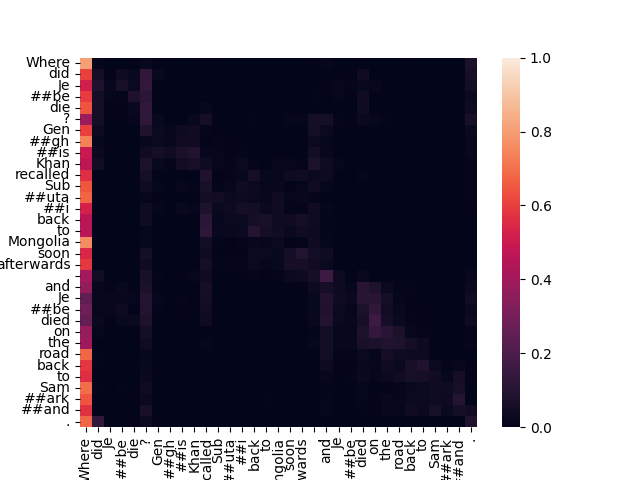 Where
did
Je
##be
die
?
Gen
##gh
##is
Khan
recalled
Sub
##uta
##i
back
to
Mongolia
soon
afterwards
,
and
Je
##be
died
on
the
road
back
to
Sam
##ark
##and
.
1.0
0.8
0.6
0.4
0.2
0.0
Where
did
Je
##be
die
?
Gen
##gh
##is
Khan
called
Sub
##uta
##i
back
to
ngolia
soon
wards
,
and
Je
##be
died
on
the
road
back
to
Sam
##ark
##and
.